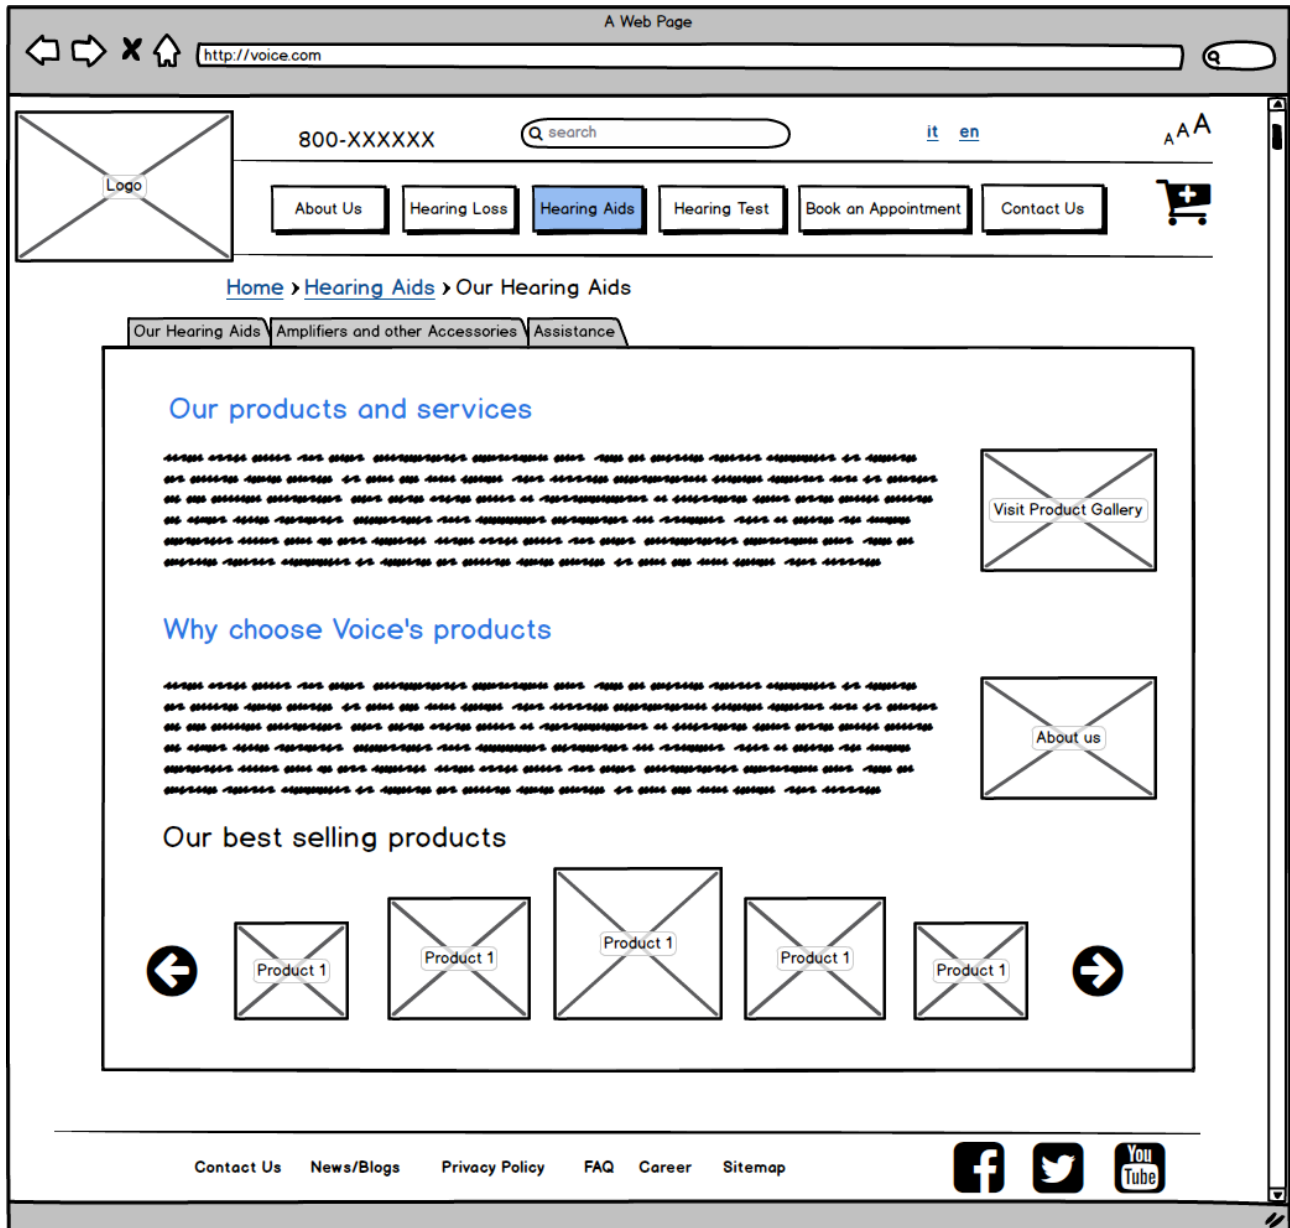 A Web Page
http://voice.com
800-XXXXXX
search
it en
A A A
Logo
About Us
Hearing Loss
Hearing Aids
Hearing Test
Book an Appointment
Contact Us
Home › Hearing Aids › Our Hearing Aids
Our Hearing Aids
Amplifiers and other Accessories
Assistance
Our products and services
Visit Product Gallery
Why choose Voice's products
About us
Our best selling products
Product 1
Product 1
Product 1
Product 1
Product 1
Contact Us
News/Blogs
Privacy Policy
FAQ
Career
Sitemap
You
Tube